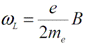 ω_L = e / 2m_e B